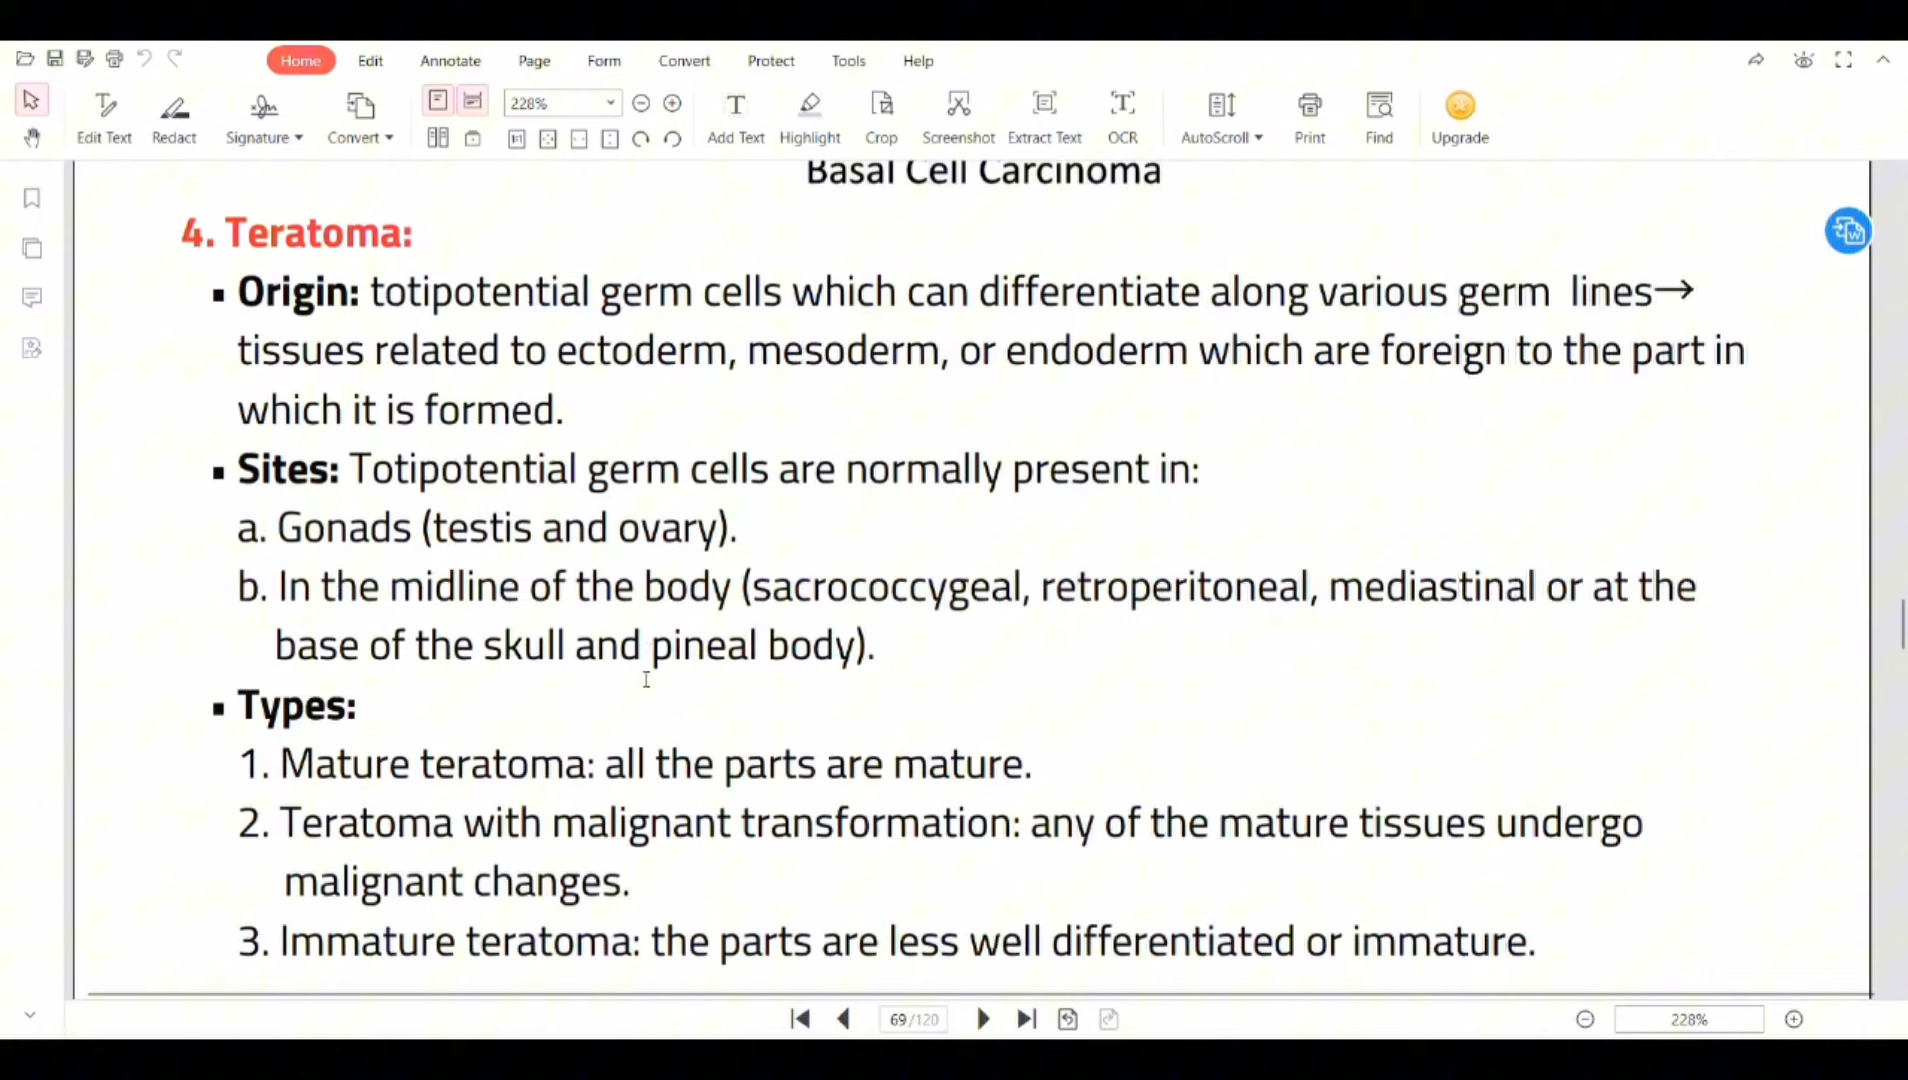 Home Edit Annotate Page Form Convert Protect Tools Help
228%
Edit Text Redact Signature Convert Add Text Highlight Crop Screenshot Extract Text OCR AutoScroll Print Find Upgrade
Basal Cell Carcinoma
4. Teratoma:
▪ Origin: totipotential germ cells which can differentiate along various germ lines→
tissues related to ectoderm, mesoderm, or endoderm which are foreign to the part in
which it is formed.
▪ Sites: Totipotential germ cells are normally present in:
a. Gonads (testis and ovary).
b. In the midline of the body (sacrococcygeal, retroperitoneal, mediastinal or at the
base of the skull and pineal body).
▪ Types:
1. Mature teratoma: all the parts are mature.
2. Teratoma with malignant transformation: any of the mature tissues undergo
malignant changes.
3. Immature teratoma: the parts are less well differentiated or immature.
69/120
228%